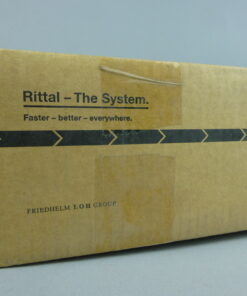 Rittal – The System.
Faster – better – everywhere.
FRIEDHELM LOH GROUP